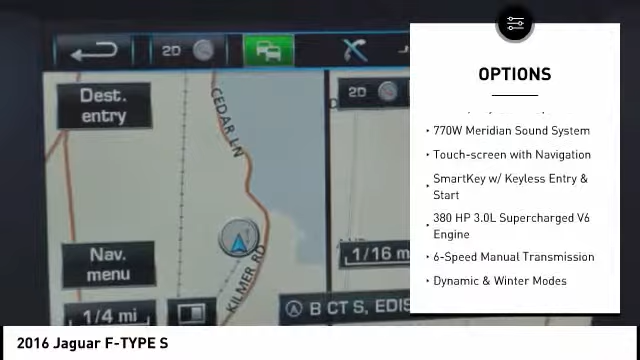 2D
Dest.
entry
CEDAR LN
2D
Nav.
menu
KILMER RD
1/4 mi
1/16 m
B CT S, EDIS
OPTIONS
770W Meridian Sound System
Touch-screen with Navigation
SmartKey w/ Keyless Entry &
Start
380 HP 3.0L Supercharged V6
Engine
6-Speed Manual Transmission
Dynamic & Winter Modes
2016 Jaguar F-TYPE S